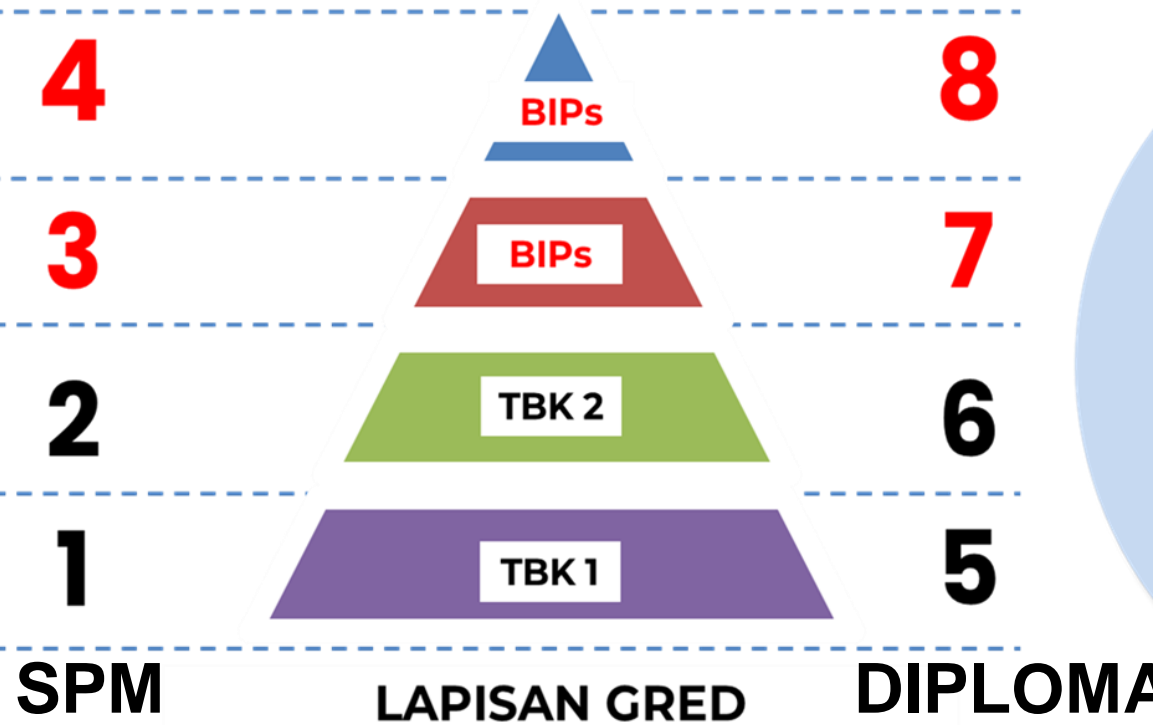 4 BIPs 8
3 BIPs 7
2 TBK 2 6
1 TBK 1 5
SPM LAPISAN GRED DIPLOMA